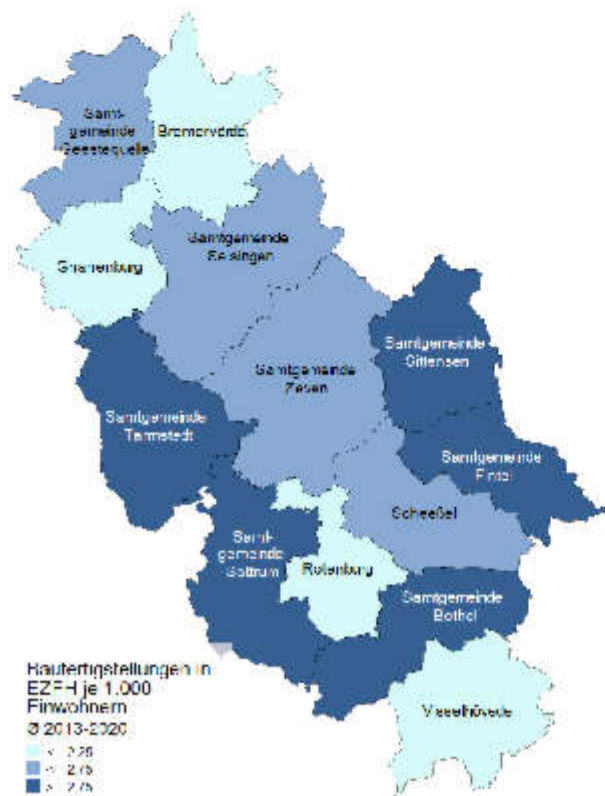 Samt-
gemeinde
Geestequelle
Bremervörde
Samtgemeinde
Selsingen
Gnarrenburg
Samtgemeinde
Sittensen
Samtgemeinde
Zeven
Samtgemeinde
Tarmstedt
Samtgemeinde
Fintel
Scheeßel
Samt-
gemeinde
Sottrum
Rotenburg
Samtgemeinde
Bothel
Visselhövede
Baufertigstellungen in
EZFH je 1.000
Einwohnern
Ø 2013-2020
< 2,25
< 2,75
> 2,75